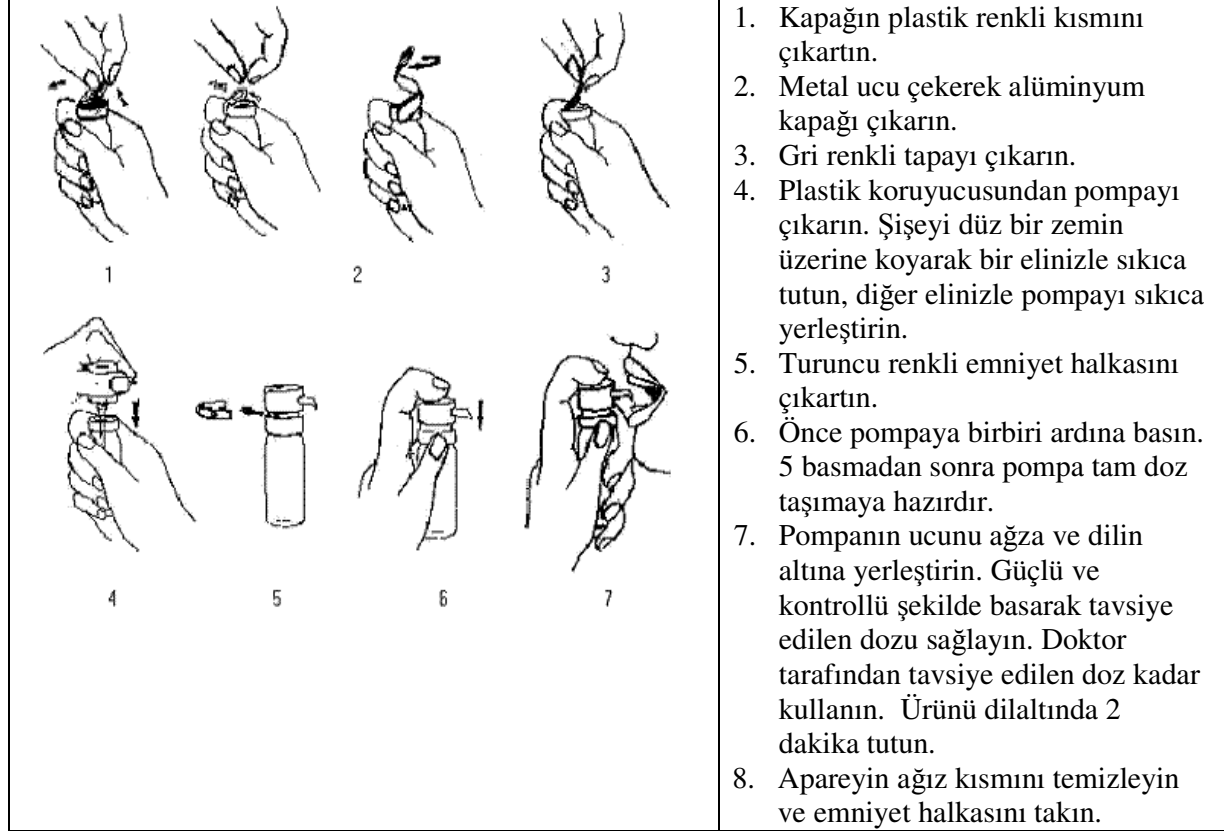 1
2
3
4
5
6
7
1. Kapağın plastik renkli kısmını
çıkartın.
2. Metal ucu çekerek alüminyum
kapağı çıkarın.
3. Gri renkli tapayı çıkarın.
4. Plastik koruyucusundan pompayı
çıkarın. Şişeyi düz bir zemin
üzerine koyarak bir elinizle sıkıca
tutun, diğer elinizle pompayı sıkıca
yerleştirin.
5. Turuncu renkli emniyet halkasını
çıkartın.
6. Önce pompaya birbiri ardına basın.
5 basmadan sonra pompa tam doz
taşımaya hazırdır.
7. Pompanın ucunu ağza ve dilin
altına yerleştirin. Güçlü ve
kontrollü şekilde basarak tavsiye
edilen dozu sağlayın. Doktor
tarafından tavsiye edilen doz kadar
kullanın. Ürünü dilaltında 2
dakika tutun.
8. Apareyin ağız kısmını temizleyin
ve emniyet halkasını takın.